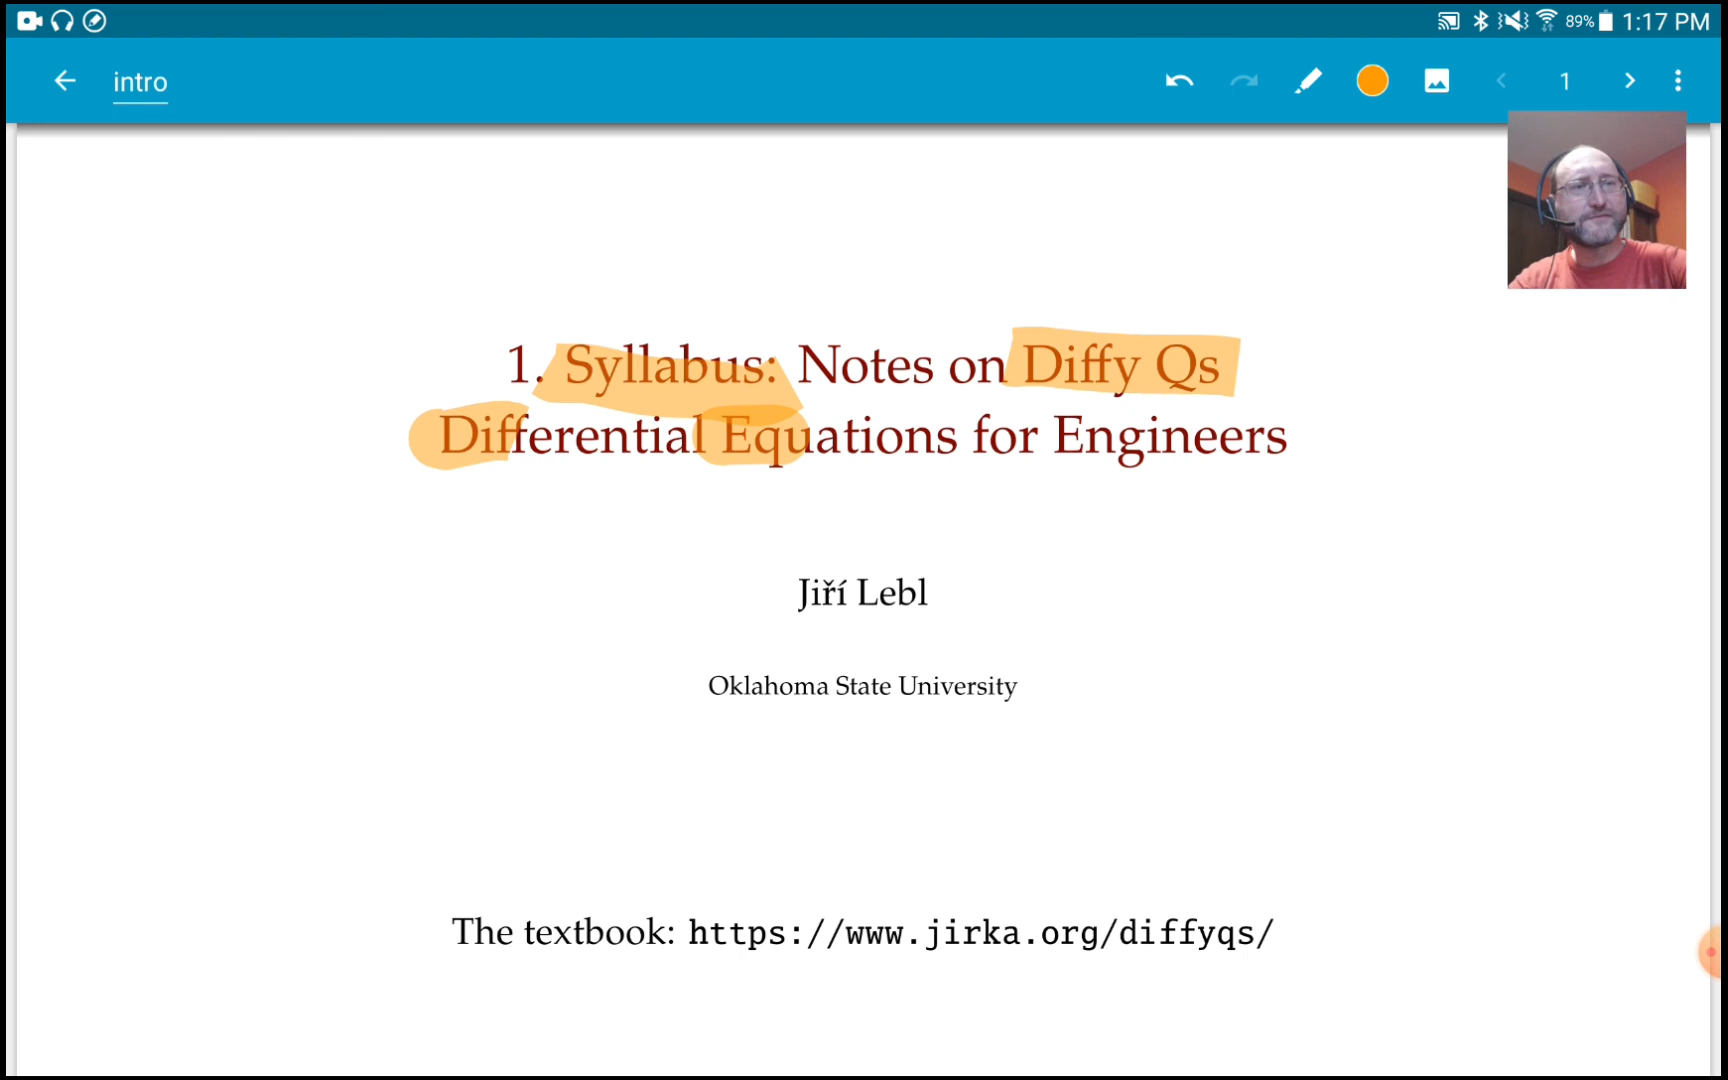 89% 1:17 PM
intro 1
1. Syllabus: Notes on Diffy Qs
Differential Equations for Engineers
Jiří Lebl
Oklahoma State University
The textbook: https://www.jirka.org/diffyqs/